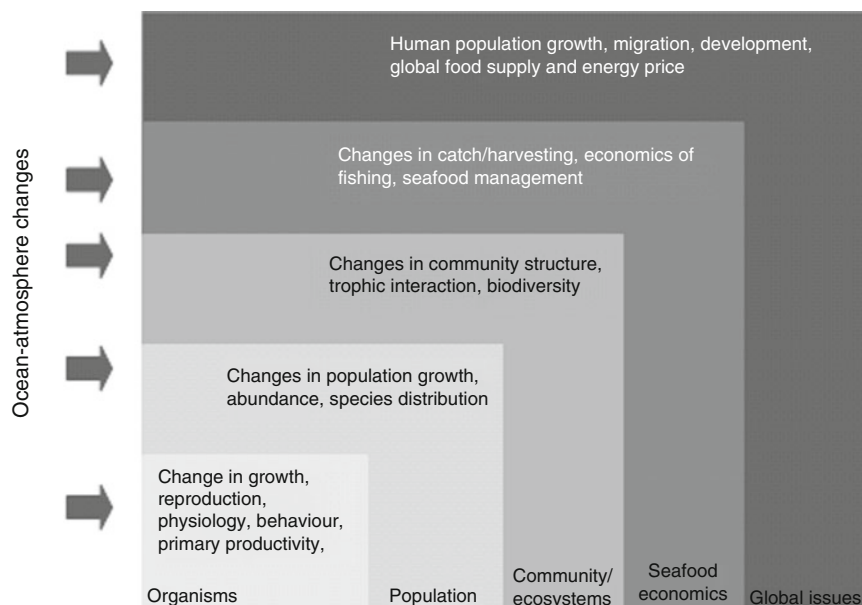 Human population growth, migration, development,
global food supply and energy price
Changes in catch/harvesting, economics of
fishing, seafood management
Changes in community structure,
trophic interaction, biodiversity
Changes in population growth,
abundance, species distribution
Change in growth,
reproduction,
physiology, behaviour,
primary productivity,
Ocean-atmosphere changes
Organisms
Population
Community/
ecosystems
Seafood
economics
Global issues